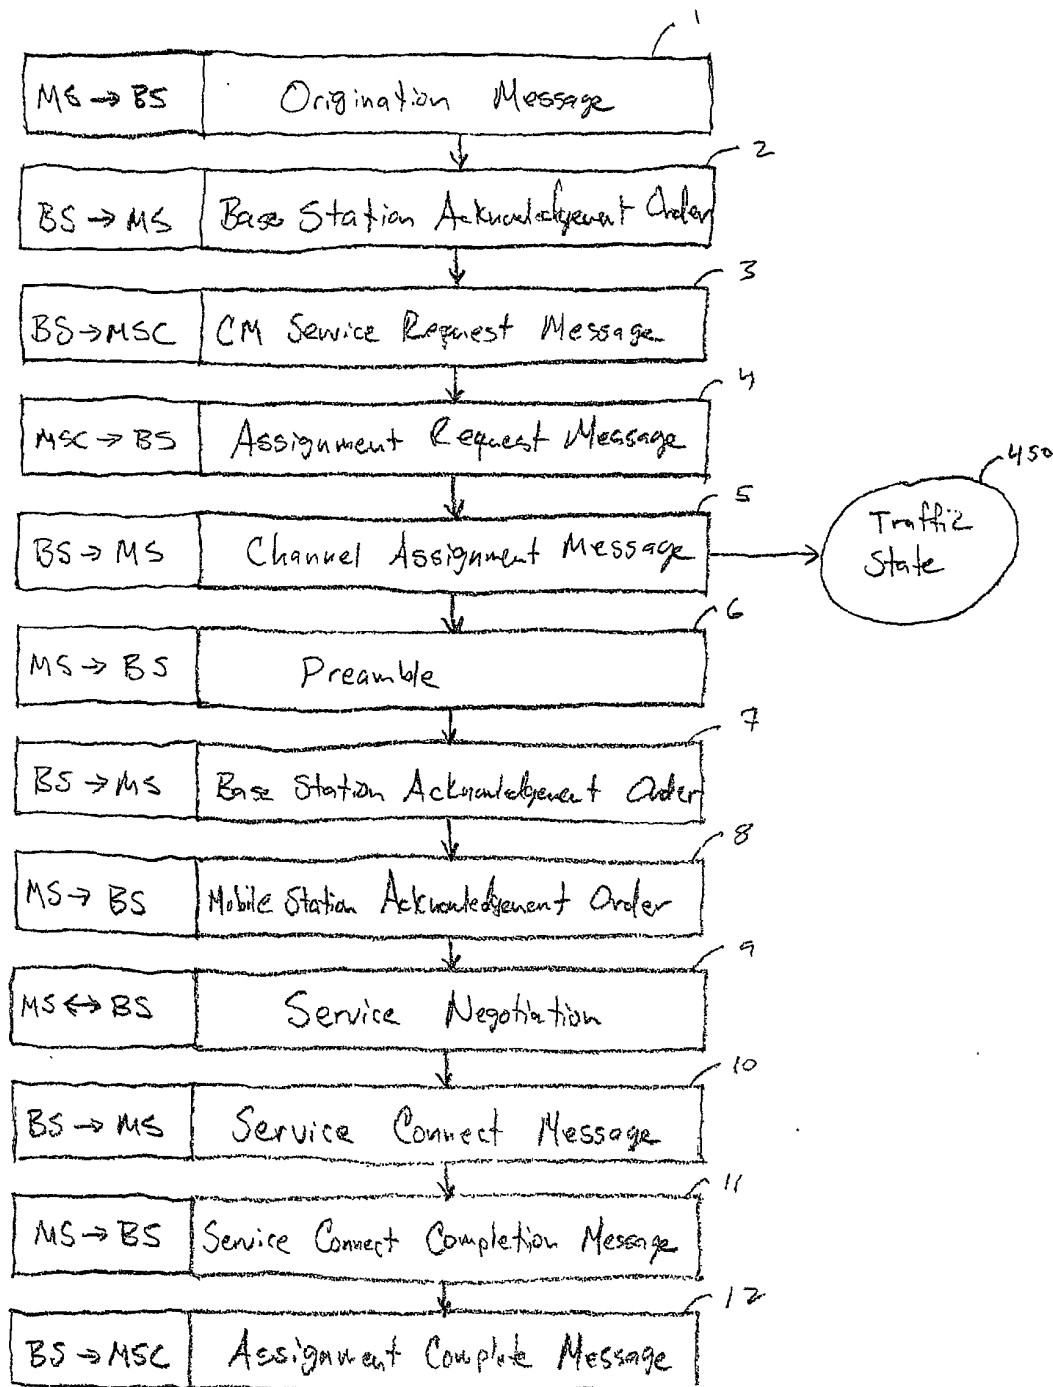 1
MS → BS Origination Message
2
BS → MS Base Station Acknowledgement Order
3
BS → MSC CM Service Request Message
4
MSC → BS Assignment Request Message
450
Traffic
State
5
BS → MS Channel Assignment Message
6
MS → BS Preamble
7
BS → MS Base Station Acknowledgement Order
8
MS → BS Mobile Station Acknowledgement Order
9
MS ↔ BS Service Negotiation
10
BS → MS Service Connect Message
11
MS → BS Service Connect Completion Message
12
BS → MSC Assignment Complete Message